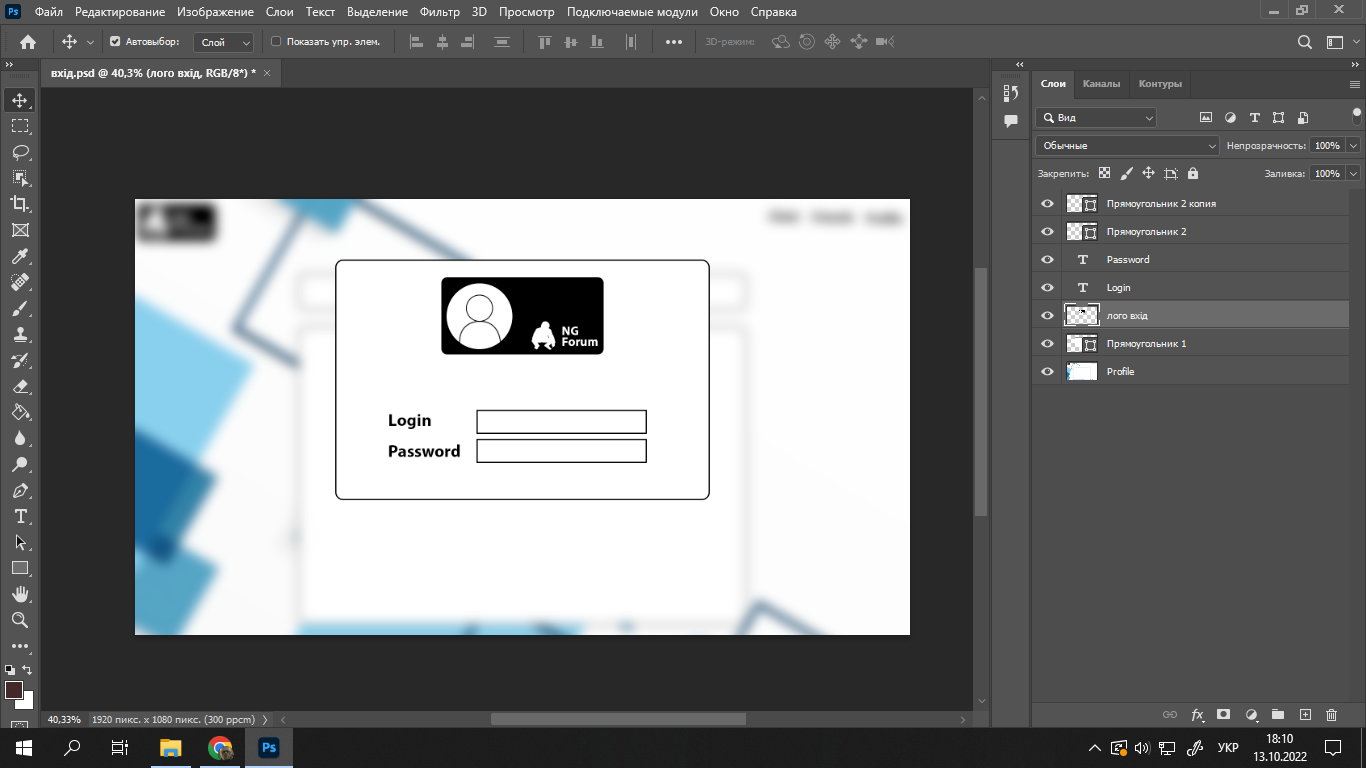 Файл Редактирование Изображение Слои Текст Выделение Фильтр 3D Просмотр Подключаемые модули Окно Справка
Автовыбор: Слой Показать упр. элем. 3D-режим:
вхід.psd @ 40,3% (лого вхід, RGB/8*) *
Слои Каналы Контуры
Вид
Обычные Непрозрачность: 100%
Закрепить: Заливка: 100%
Прямоугольник 2 копия
Прямоугольник 2
Password
Login
лого вхід
Прямоугольник 1
Profile
NG
Forum
Login
Password
40,33% 1920 пикс. x 1080 пикс. (300 ppcm)
УКР
18:10
13.10.2022